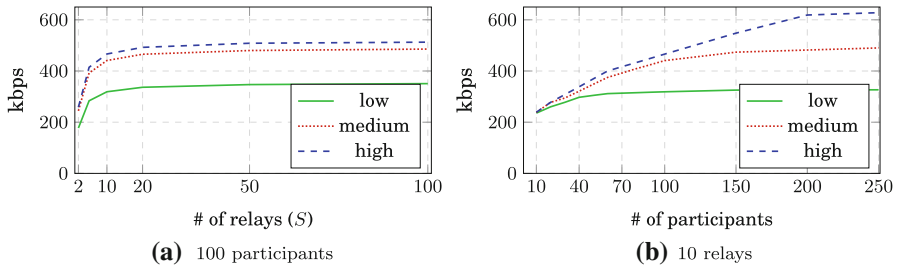 600
400
200
0
kbps
2
10
20
50
100
# of relays (S)
low
medium
high
(a) 100 participants
600
400
200
0
kbps
10
40
70
100
150
200
250
# of participants
low
medium
high
(b) 10 relays